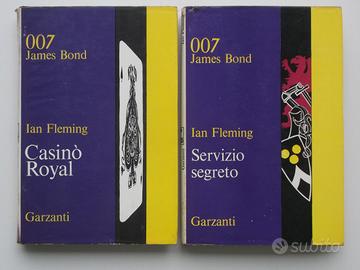 007
James Bond
Ian Fleming
Casinò
Royal
Garzanti
007
James Bond
Ian Fleming
Servizio
segreto
Garzanti
subito